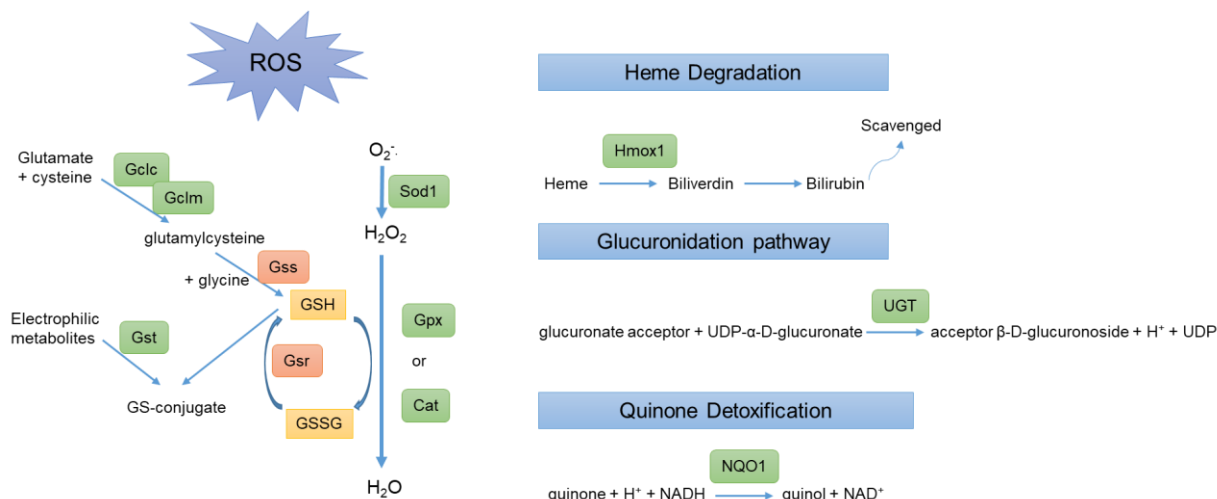 ROS
Glutamate
+ cysteine
Gclc
Gclm
glutamylcysteine
+ glycine
Gss
GSH
Electrophilic
metabolites
Gst
GS-conjugate
Gsr
GSSG
O₂⁻·
Sod1
H₂O₂
Gpx
or
Cat
H₂O
Heme Degradation
Scavenged
Hmox1
Heme Biliverdin Bilirubin
Glucuronidation pathway
UGT
glucuronate acceptor + UDP-α-D-glucuronate acceptor β-D-glucuronoside + H⁺ + UDP
Quinone Detoxification
NQO1
quinone + H⁺ + NADH quinol + NAD⁺